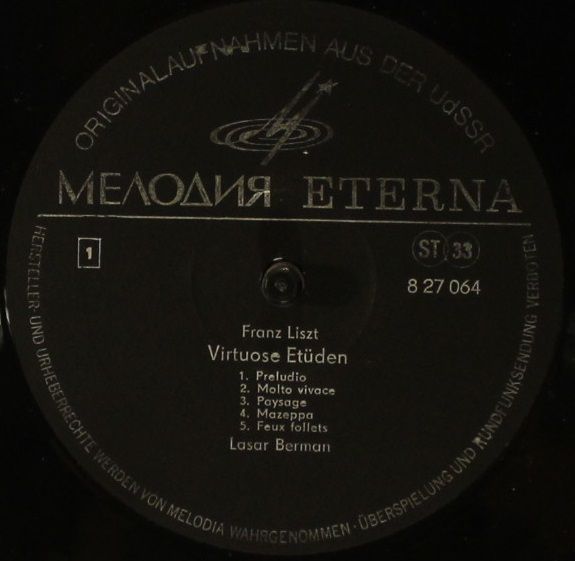 ORIGINALAUFNAHMEN AUS DER UdSSR
МЕЛОДИЯ ETERNA
1
ST 33
8 27 064
Franz Liszt
Virtuose Etüden
1. Preludio
2. Molto vivace
3. Paysage
4. Mazeppa
5. Feux follets
Lasar Berman
HERSTELLER- UND URHEBERRECHTE WERDEN VON MELODIA WAHRGENOMMEN · ÜBERSPIELUNG UND RUNDFUNKSENDUNG VERBOTEN